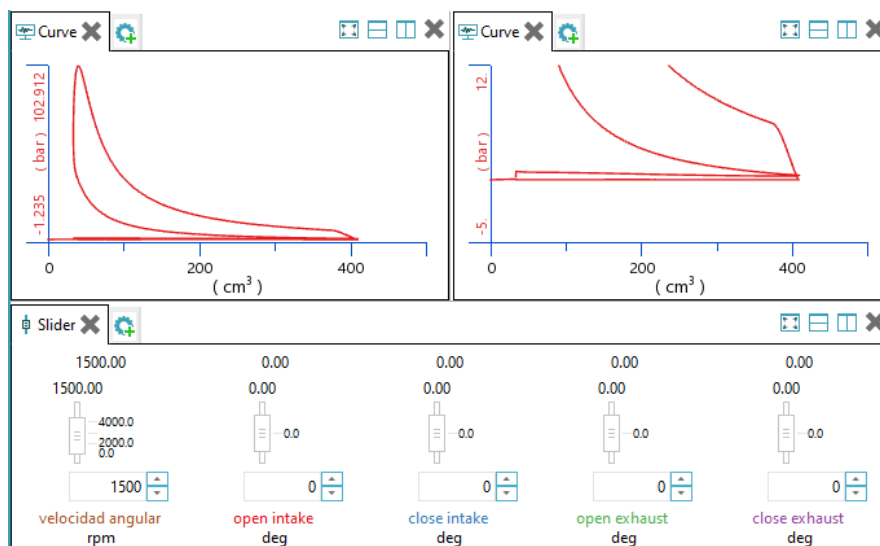 Curve
102.912
( bar )
-1.235
0
200
400
( cm³ )
Curve
12.
( bar )
-5.
0
200
400
( cm³ )
Slider
1500.00 0.00 0.00 0.00 0.00
1500.00 0.00 0.00 0.00 0.00
4000.0
2000.0
0.0
0.0 0.0 0.0 0.0
1500 0 0 0 0
velocidad angular open intake close intake open exhaust close exhaust
rpm deg deg deg deg